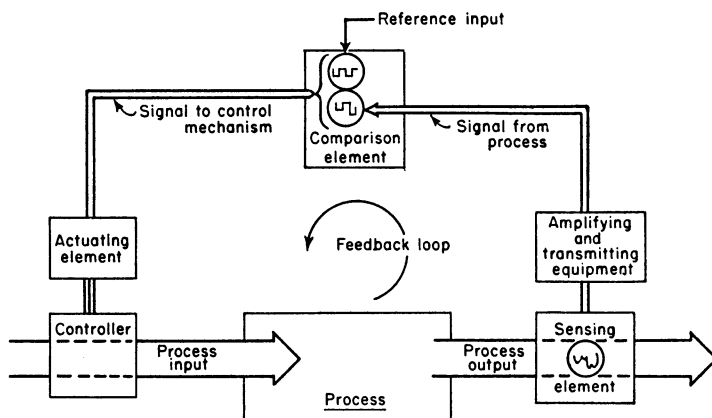 Reference input
Signal to control
mechanism
Comparison
element
Signal from
process
Actuating
element
Feedback loop
Amplifying
and
transmitting
equipment
Controller
Process
input
Process
Process
output
Sensing
element